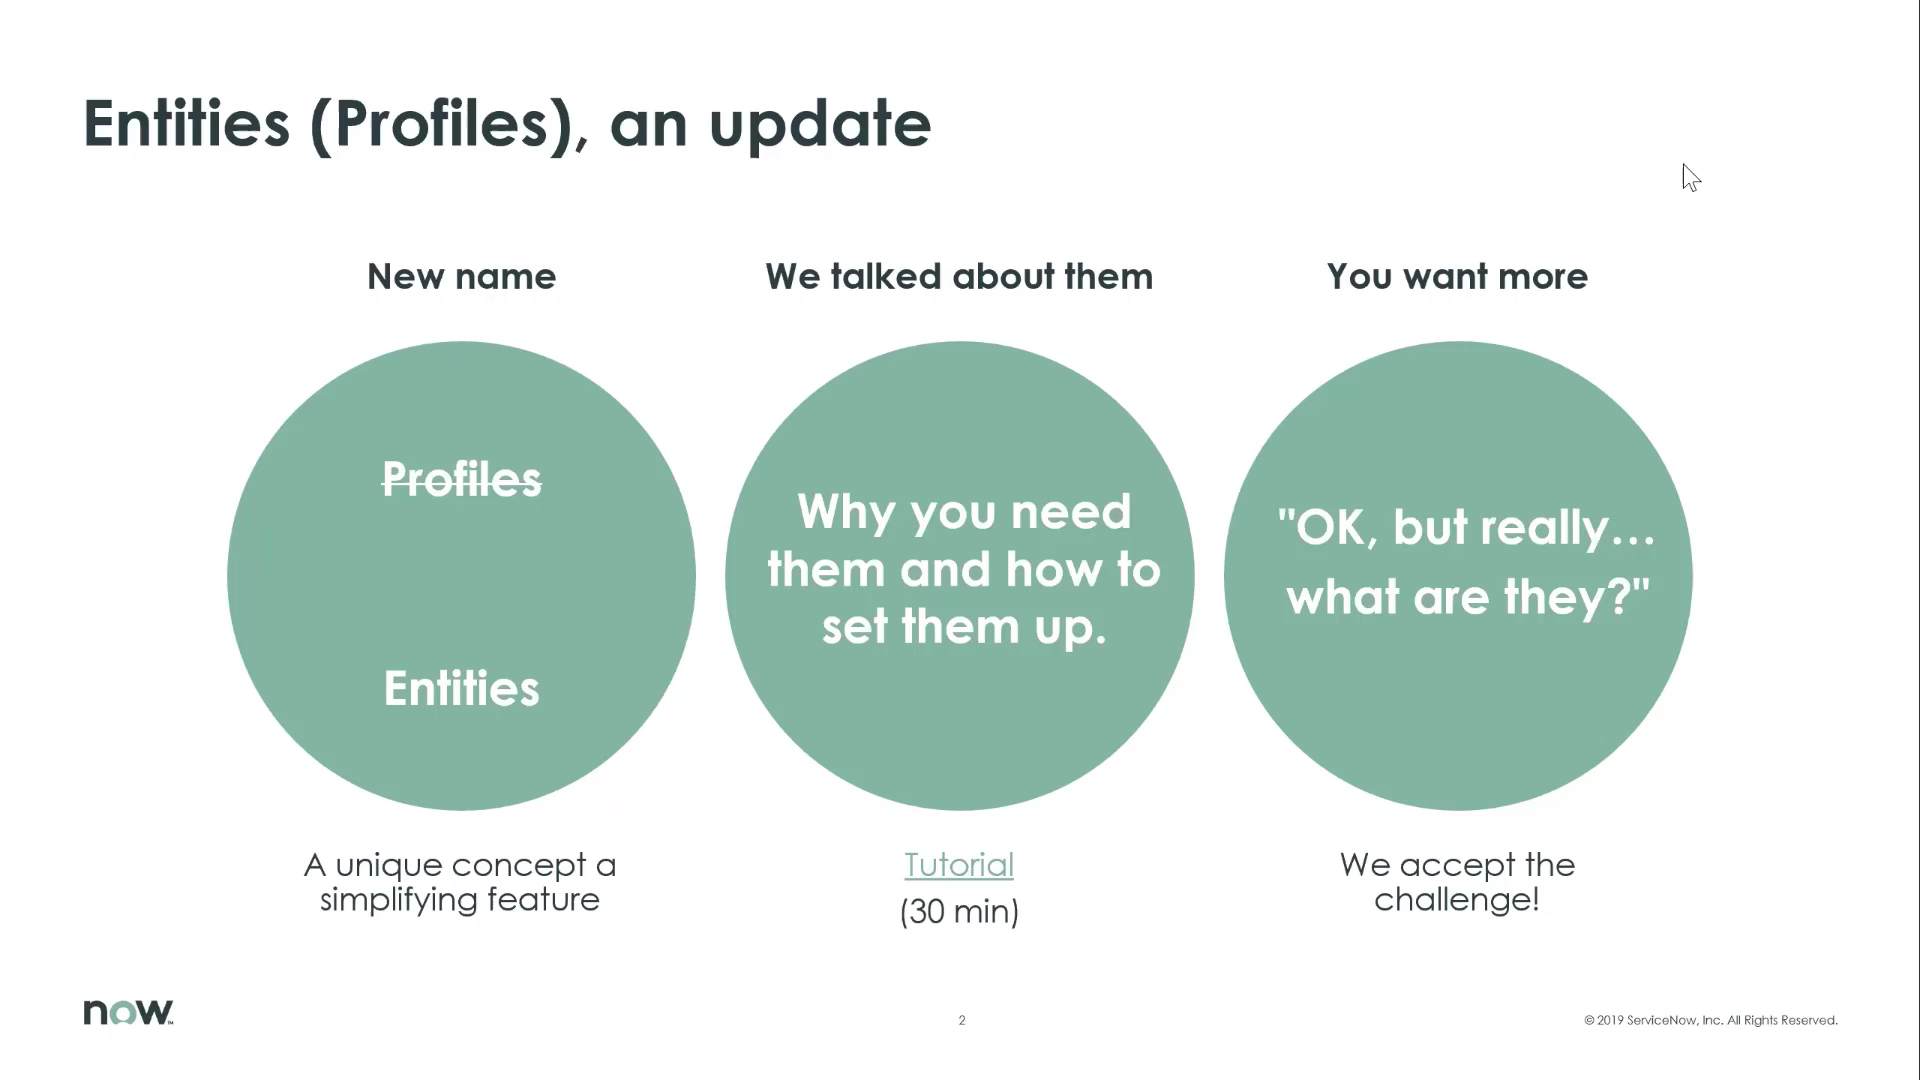 Entities (Profiles), an update
New name
Profiles
Entities
A unique concept a
simplifying feature
We talked about them
Why you need
them and how to
set them up.
Tutorial
(30 min)
You want more
"OK, but really…
what are they?"
We accept the
challenge!
now™
2
© 2019 ServiceNow, Inc. All Rights Reserved.